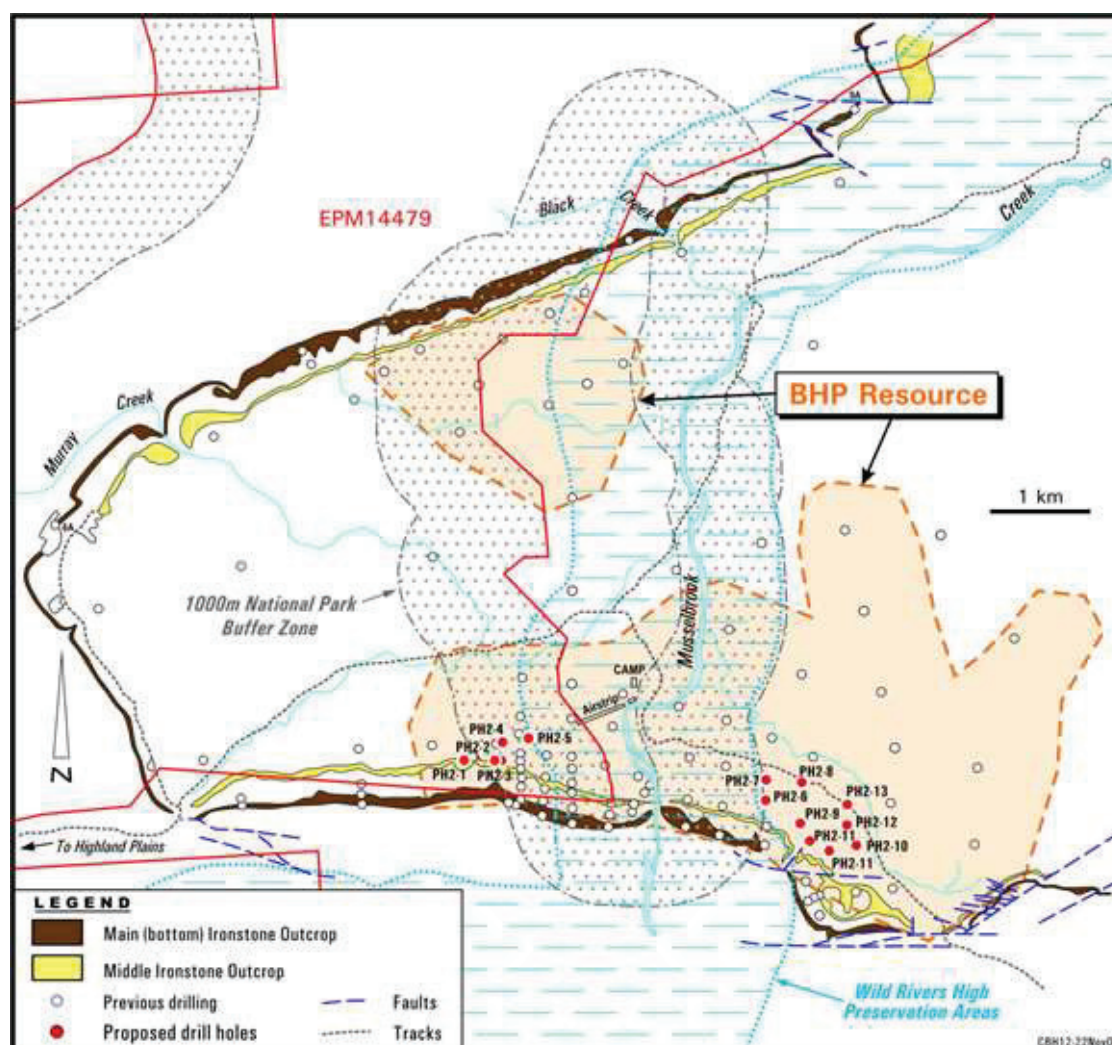 EPM14479
Black
Creek
Creek
BHP Resource
1 km
Creek
Murray
1000m National Park
Buffer Zone
Musselbrook
CAMP
Airstrip
N
PH2-4
PH2-5
PH2-2
PH2-1
PH2-3
PH2-7
PH2-8
PH2-6
PH2-13
PH2-9
PH2-12
PH2-11
PH2-10
PH2-11
To Highland Plains
LEGEND
Main (bottom) Ironstone Outcrop
Middle Ironstone Outcrop
Previous drilling
Faults
Proposed drill holes
Tracks
Wild Rivers High
Preservation Areas